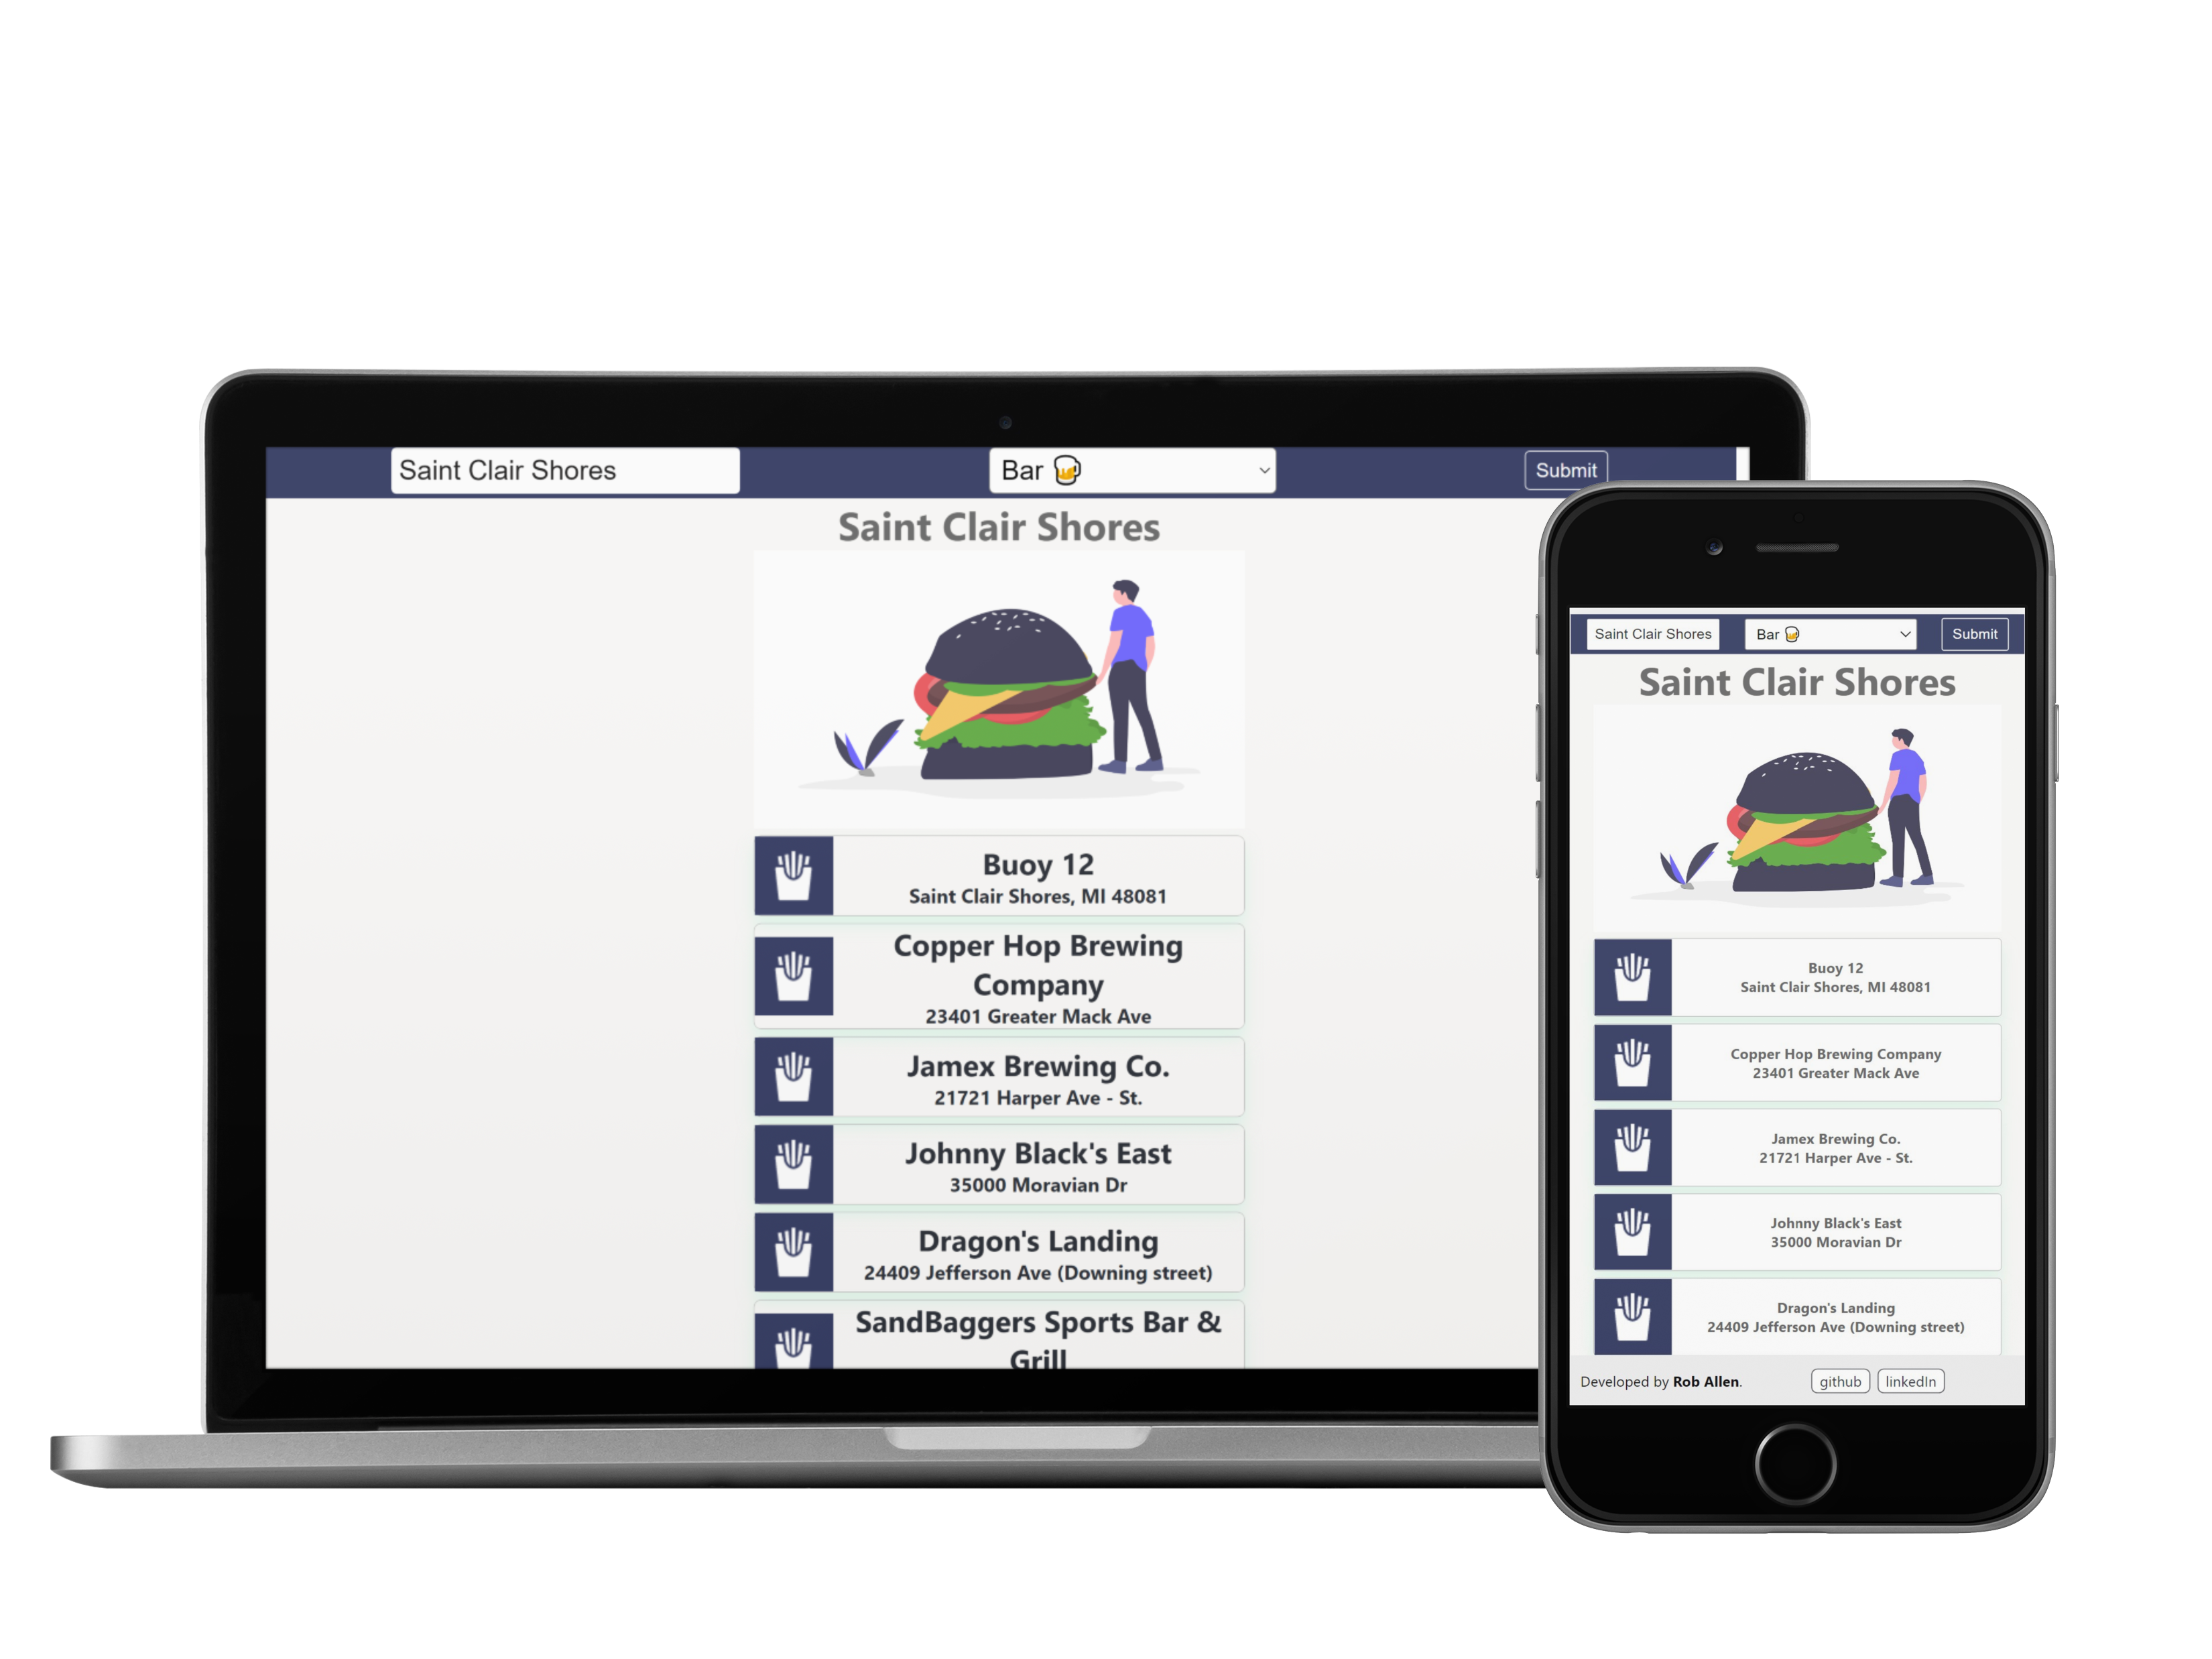 Saint Clair Shores
Bar
Submit
Saint Clair Shores
Buoy 12
Saint Clair Shores, MI 48081
Copper Hop Brewing
Company
23401 Greater Mack Ave
Jamex Brewing Co.
21721 Harper Ave - St.
Johnny Black's East
35000 Moravian Dr
Dragon's Landing
24409 Jefferson Ave (Downing street)
SandBaggers Sports Bar &
Grill
Saint Clair Shores
Bar
Submit
Saint Clair Shores
Buoy 12
Saint Clair Shores, MI 48081
Copper Hop Brewing Company
23401 Greater Mack Ave
Jamex Brewing Co.
21721 Harper Ave - St.
Johnny Black's East
35000 Moravian Dr
Dragon's Landing
24409 Jefferson Ave (Downing street)
Developed by Rob Allen.
github
linkedIn